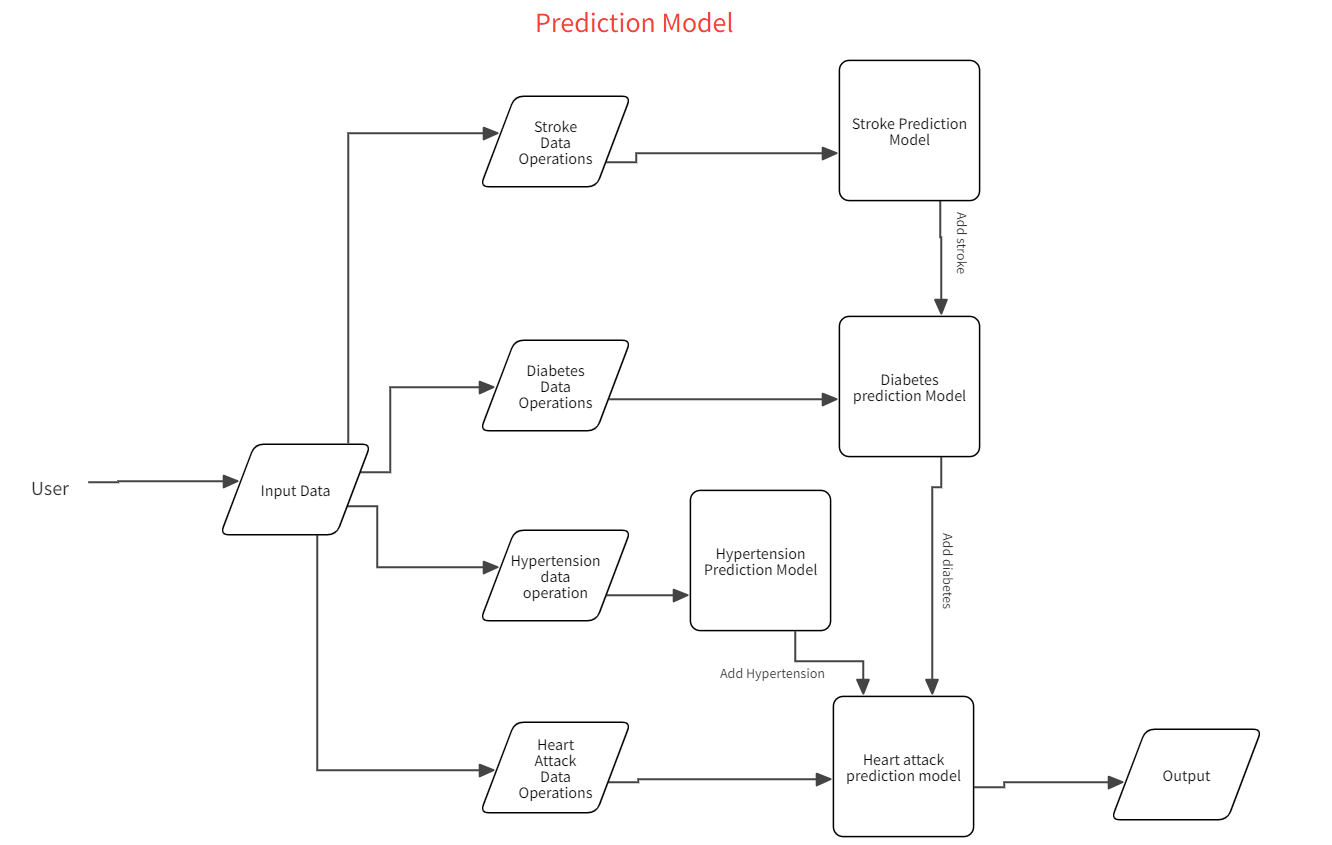 Prediction Model
Stroke
Data
Operations
Stroke Prediction
Model
Add stroke
Diabetes
Data
Operations
Diabetes
prediction Model
User
Input Data
Hypertension
data
operation
Hypertension
Prediction Model
Add diabetes
Add Hypertension
Heart
Attack
Data
Operations
Heart attack
prediction model
Output